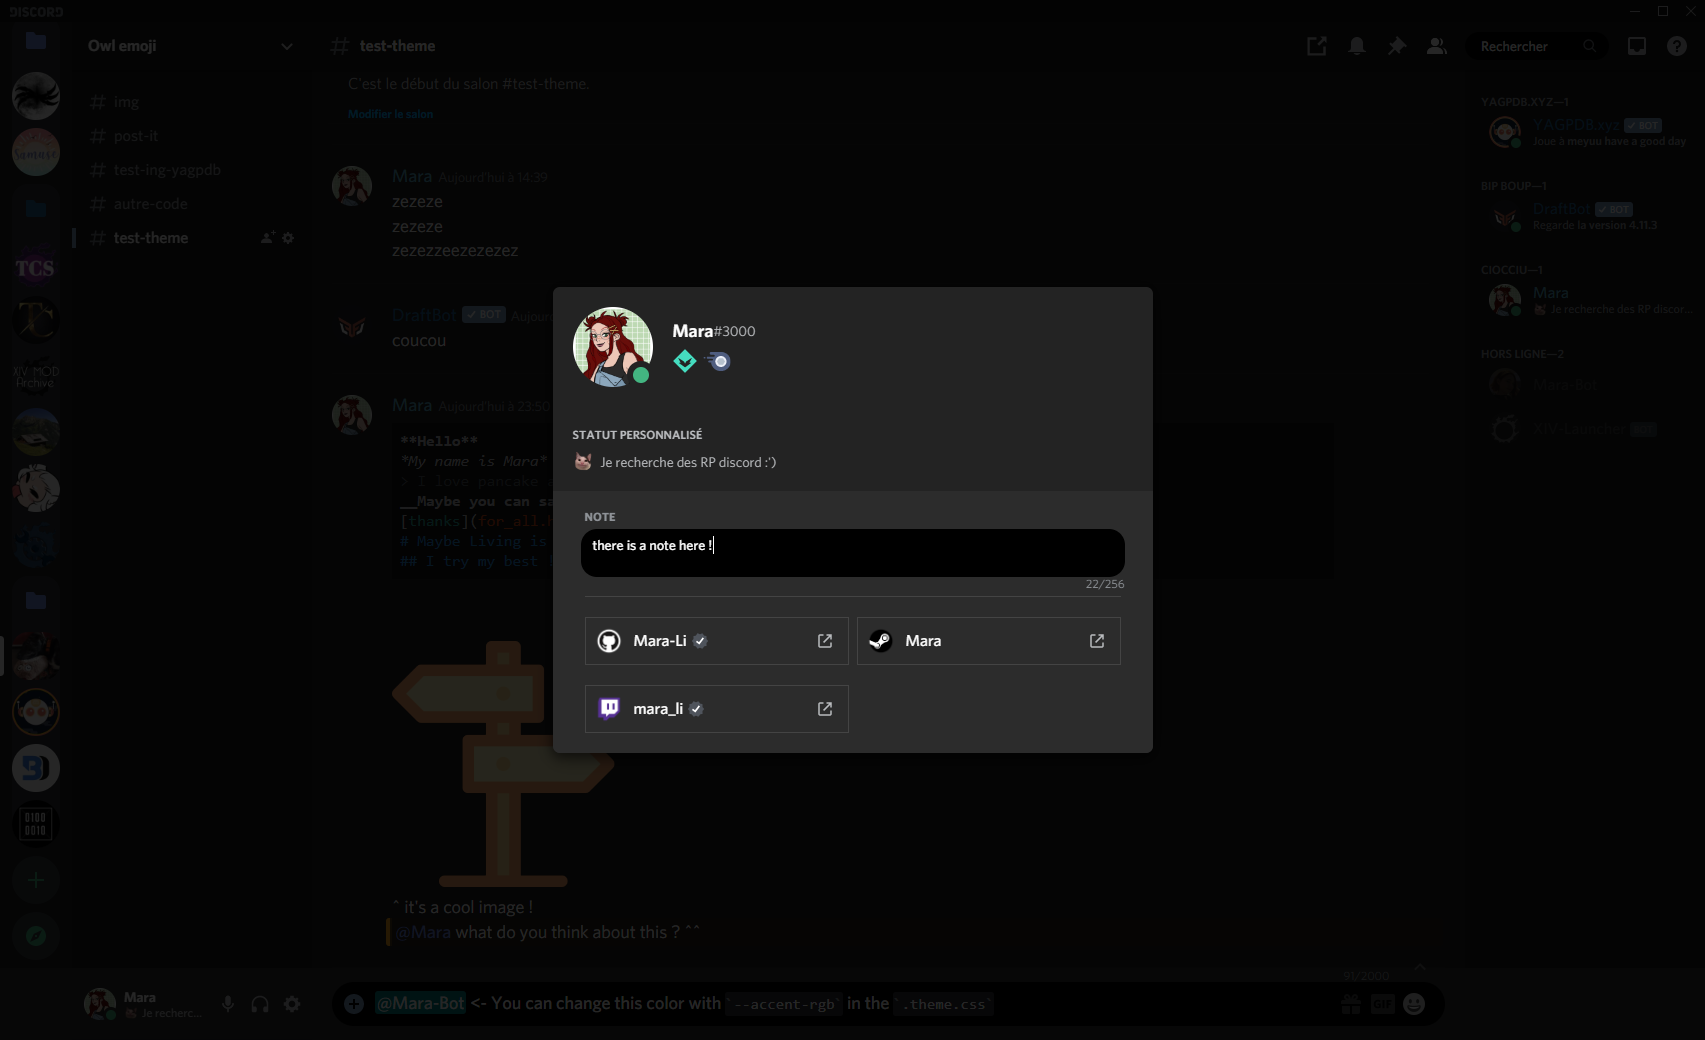 DISCORD
Owl emoji
# img
# post-it
# test-ing-yagpdb
# autre-code
# test-theme
TCS
TC
XIV MOD
Archive
# test-theme
Rechercher
C'est le début du salon #test-theme.
Modifier le salon
Mara Aujourd'hui à 14:39
zezeze
zezeze
zezezzeezezezez
DraftBot BOT Aujourd
coucou
Mara Aujourd'hui à 23:50
**Hello**
*My name is Mara*
> I love pancake
__Maybe you can
[thanks](for_all.
# Maybe Living is
## I try my best
^ it's a cool image !
@Mara what do you think about this ? ^^
Mara#3000
STATUT PERSONNALISÉ
Je recherche des RP discord :')
NOTE
there is a note here !
22/256
Mara-Li
Mara
mara_li
YAGPDB.XYZ—1
YAGPDB.xyz BOT
Joue à meyuu have a good day
BIP BOUP—1
DraftBot BOT
Regarde la version 4.11.3
CIOCCIU—1
Mara
Je recherche des RP discor...
HORS LIGNE—2
Mara-Bot
XIV Launcher BOT
Mara
Je recherc...
91/2000
@Mara-Bot <- You can change this color with `--accent-rgb` in the `.theme.css`
GIF